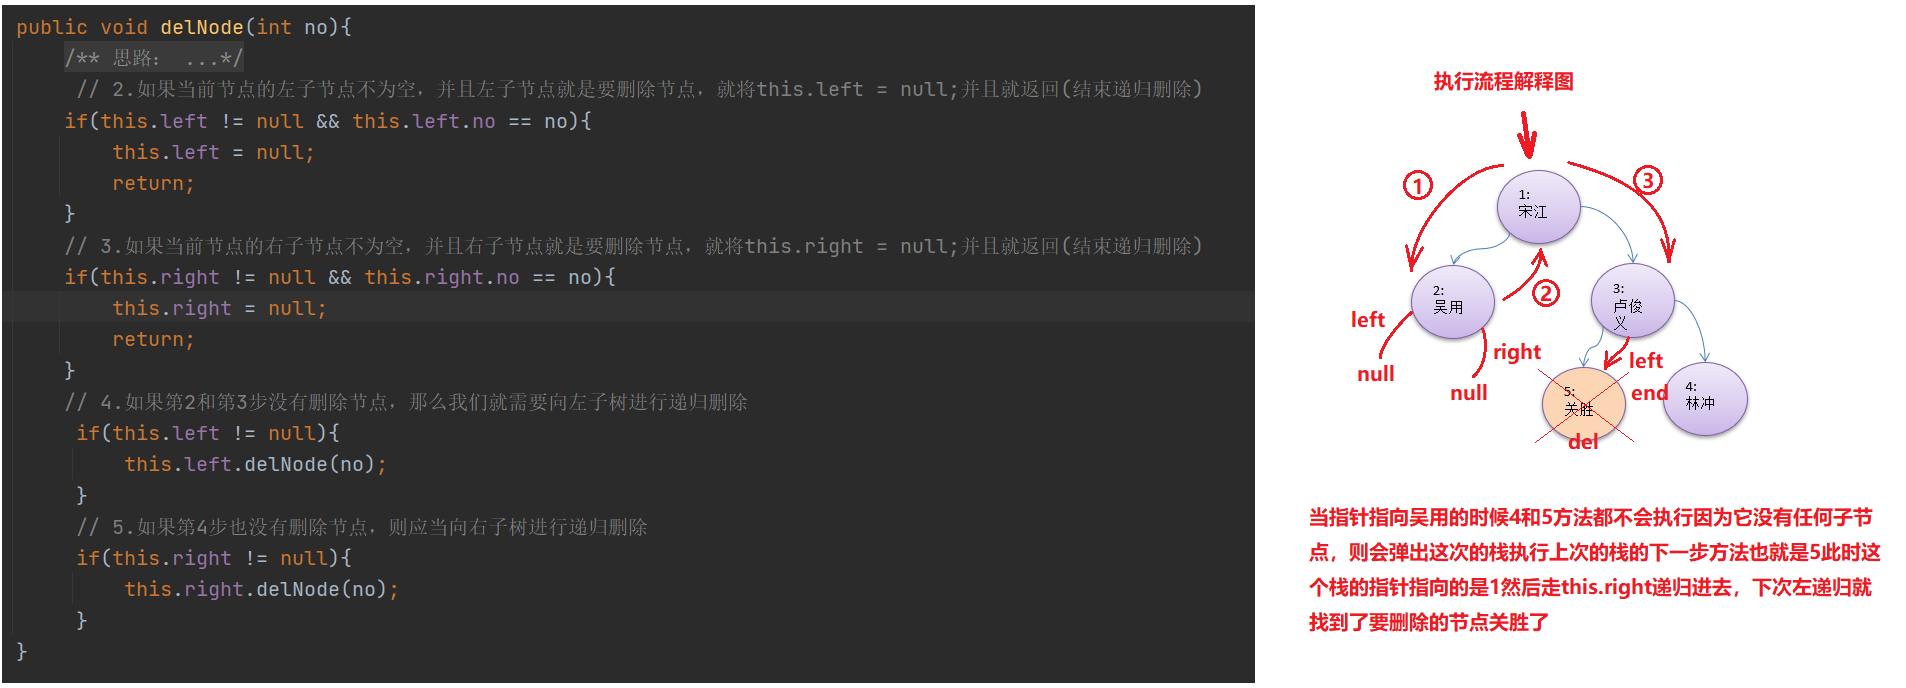 public void delNode(int no){
/** 思路： ...*/
// 2.如果当前节点的左子节点不为空，并且左子节点就是要删除节点，就将this.left = null;并且就返回(结束递归删除)
if(this.left != null && this.left.no == no){
this.left = null;
return;
}
// 3.如果当前节点的右子节点不为空，并且右子节点就是要删除节点，就将this.right = null;并且就返回(结束递归删除)
if(this.right != null && this.right.no == no){
this.right = null;
return;
}
// 4.如果第2和第3步没有删除节点，那么我们就需要向左子树进行递归删除
if(this.left != null){
this.left.delNode(no);
}
// 5.如果第4步也没有删除节点，则应当向右子树进行递归删除
if(this.right != null){
this.right.delNode(no);
}
}
执行流程解释图
①
③
1:
宋江
②
2:
吴用
3:
卢俊
义
left
null
right
null
left
end
5:
关胜
del
4:
林冲
当指针指向吴用的时候4和5方法都不会执行因为它没有任何子节
点，则会弹出这次的栈执行上次的栈的下一步方法也就是5此时这
个栈的指针指向的是1然后走this.right递归进去，下次左递归就
找到了要删除的节点关胜了